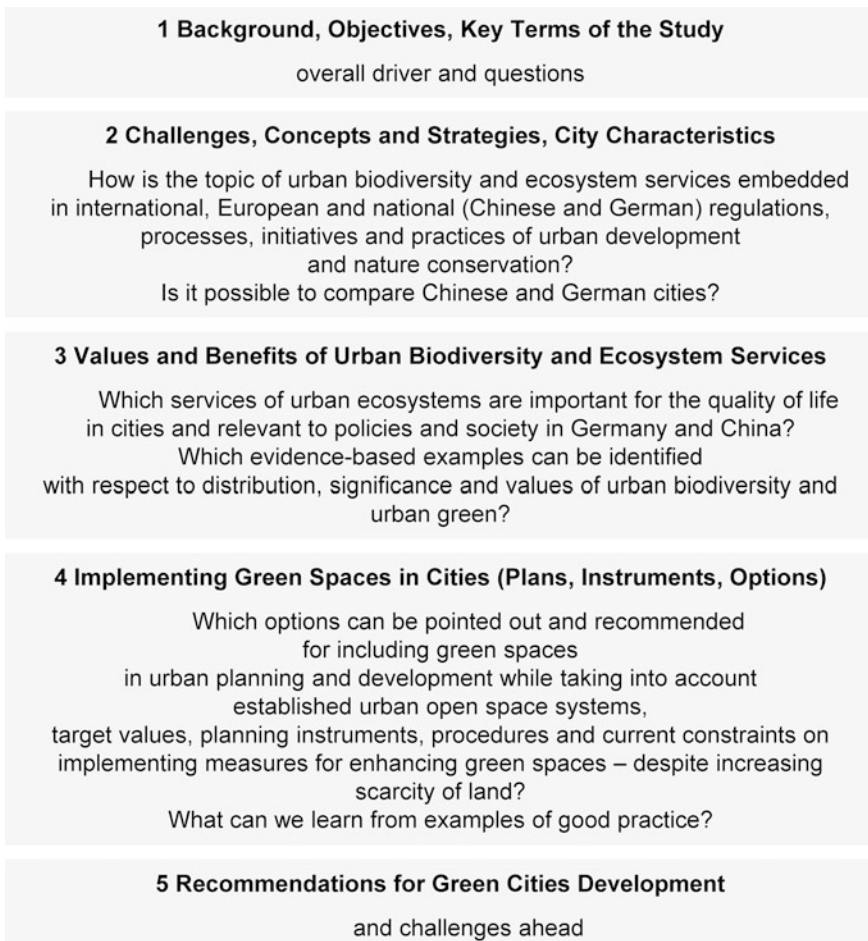 1 Background, Objectives, Key Terms of the Study
overall driver and questions
2 Challenges, Concepts and Strategies, City Characteristics
How is the topic of urban biodiversity and ecosystem services embedded
in international, European and national (Chinese and German) regulations,
processes, initiatives and practices of urban development
and nature conservation?
Is it possible to compare Chinese and German cities?
3 Values and Benefits of Urban Biodiversity and Ecosystem Services
Which services of urban ecosystems are important for the quality of life
in cities and relevant to policies and society in Germany and China?
Which evidence-based examples can be identified
with respect to distribution, significance and values of urban biodiversity and
urban green?
4 Implementing Green Spaces in Cities (Plans, Instruments, Options)
Which options can be pointed out and recommended
for including green spaces
in urban planning and development while taking into account
established urban open space systems,
target values, planning instruments, procedures and current constraints on
implementing measures for enhancing green spaces – despite increasing
scarcity of land?
What can we learn from examples of good practice?
5 Recommendations for Green Cities Development
and challenges ahead